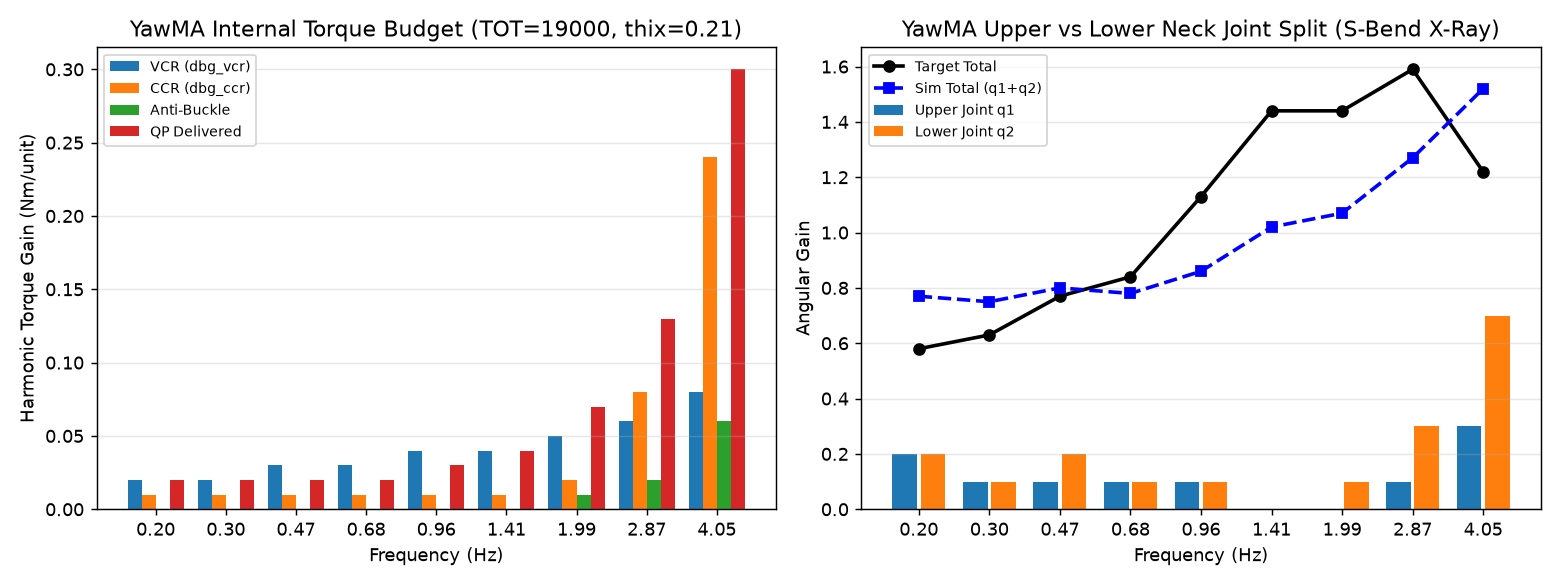 YawMA Internal Torque Budget (TOT=19000, thix=0.21)
Harmonic Torque Gain (Nm/unit)
0.30
0.25
0.20
0.15
0.10
0.05
0.00
VCR (dbg_vcr)
CCR (dbg_ccr)
Anti-Buckle
QP Delivered
0.20 0.30 0.47 0.68 0.96 1.41 1.99 2.87 4.05
Frequency (Hz)
YawMA Upper vs Lower Neck Joint Split (S-Bend X-Ray)
Angular Gain
1.6
1.4
1.2
1.0
0.8
0.6
0.4
0.2
0.0
Target Total
Sim Total (q1+q2)
Upper Joint q1
Lower Joint q2
0.20 0.30 0.47 0.68 0.96 1.41 1.99 2.87 4.05
Frequency (Hz)